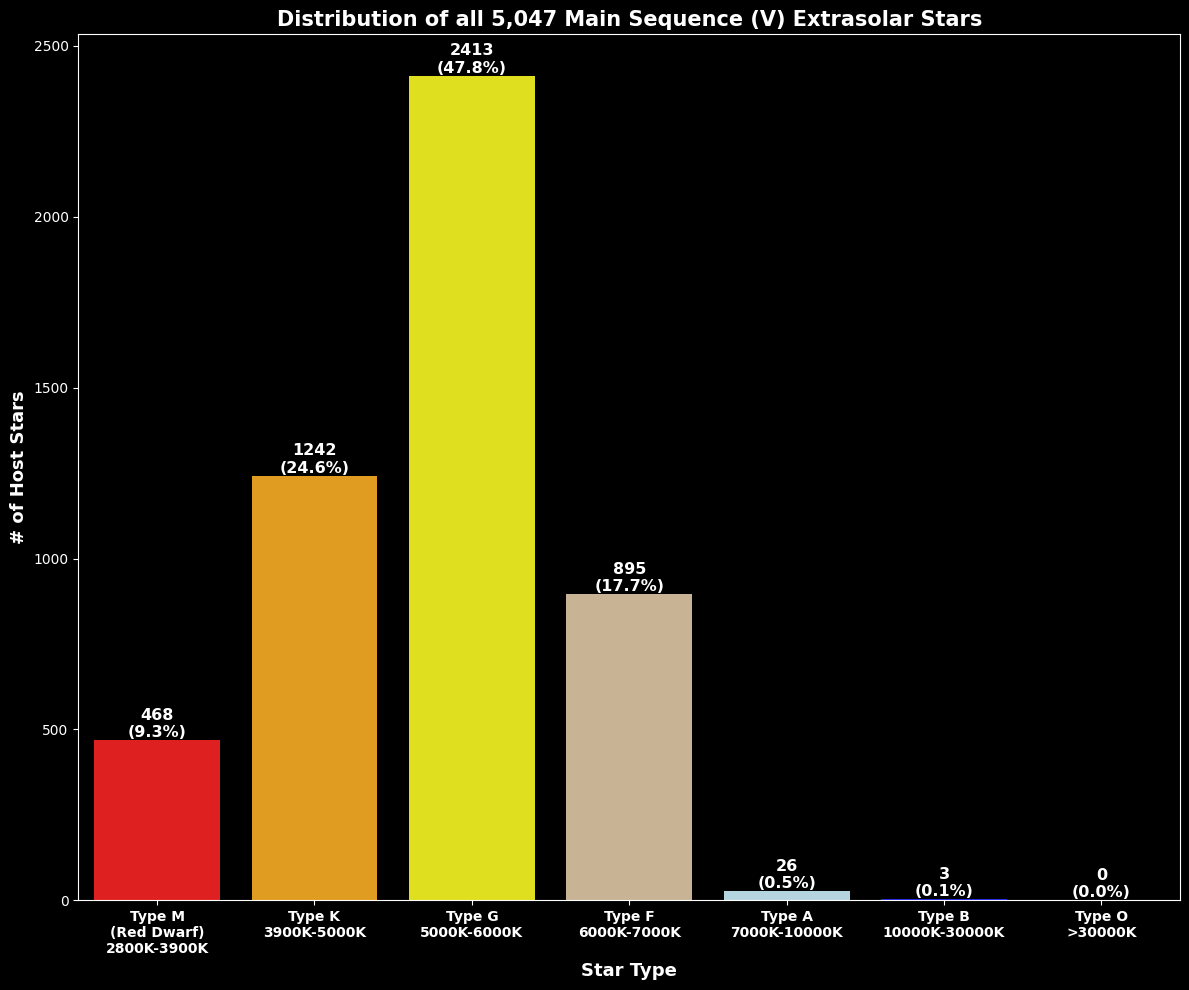 Distribution of all 5,047 Main Sequence (V) Extrasolar Stars
# of Host Stars
2500
2000
1500
1000
500
0
468
(9.3%)
1242
(24.6%)
2413
(47.8%)
895
(17.7%)
26
(0.5%)
3
(0.1%)
0
(0.0%)
Type M
(Red Dwarf)
2800K-3900K
Type K
3900K-5000K
Type G
5000K-6000K
Type F
6000K-7000K
Type A
7000K-10000K
Type B
10000K-30000K
Type O
>30000K
Star Type